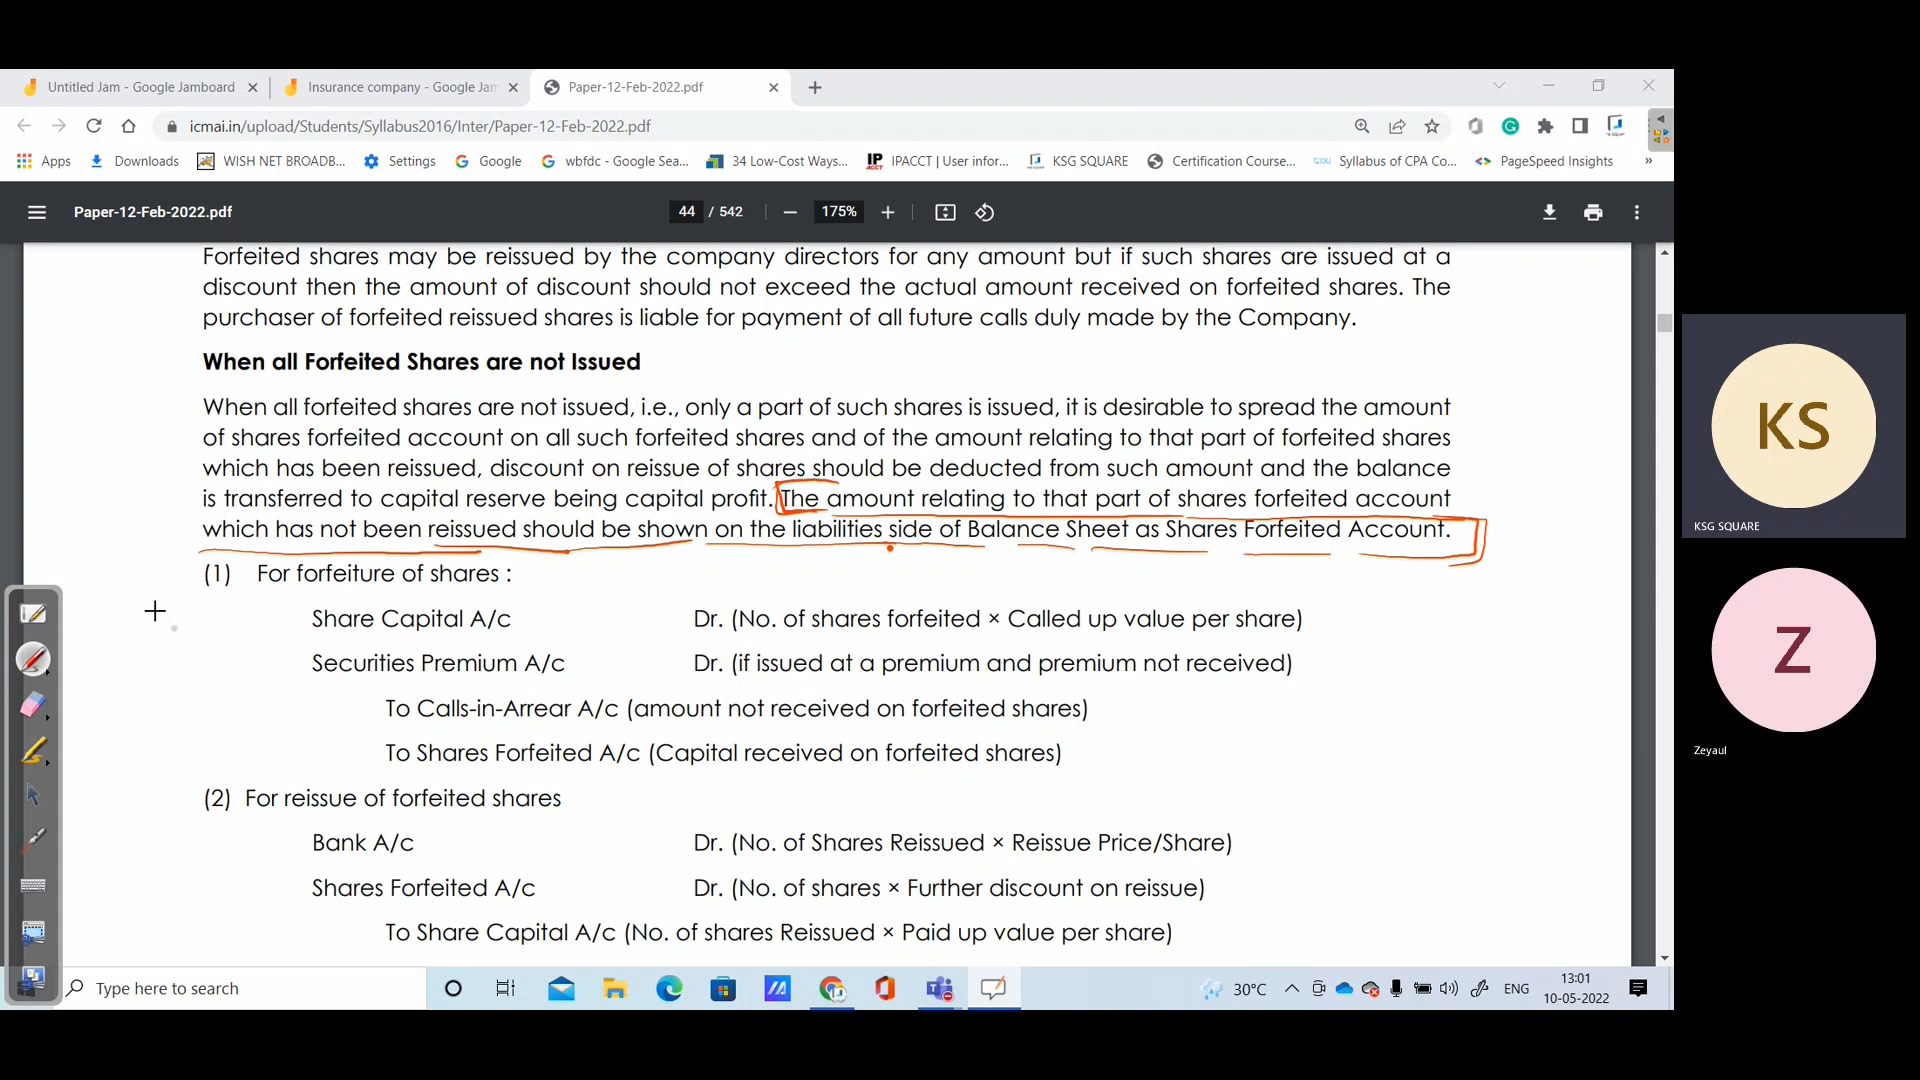 Untitled Jam - Google Jamboard
Insurance company - Google Jam
Paper-12-Feb-2022.pdf
icmai.in/upload/Students/Syllabus2016/Inter/Paper-12-Feb-2022.pdf
Apps
Downloads
WISH NET BROADB...
Settings
Google
wbfdc - Google Sea...
34 Low-Cost Ways...
IPACCT | User infor...
KSG SQUARE
Certification Course...
Syllabus of CPA Co...
PageSpeed Insights
»
Paper-12-Feb-2022.pdf
44 / 542
175%
Forfeited shares may be reissued by the company directors for any amount but if such shares are issued at a
discount then the amount of discount should not exceed the actual amount received on forfeited shares. The
purchaser of forfeited reissued shares is liable for payment of all future calls duly made by the Company.
When all Forfeited Shares are not Issued
When all forfeited shares are not issued, i.e., only a part of such shares is issued, it is desirable to spread the amount
of shares forfeited account on all such forfeited shares and of the amount relating to that part of forfeited shares
which has been reissued, discount on reissue of shares should be deducted from such amount and the balance
is transferred to capital reserve being capital profit. The amount relating to that part of shares forfeited account
which has not been reissued should be shown on the liabilities side of Balance Sheet as Shares Forfeited Account.
(1) For forfeiture of shares :
Share Capital A/c Dr. (No. of shares forfeited × Called up value per share)
Securities Premium A/c Dr. (if issued at a premium and premium not received)
To Calls-in-Arrear A/c (amount not received on forfeited shares)
To Shares Forfeited A/c (Capital received on forfeited shares)
(2) For reissue of forfeited shares
Bank A/c Dr. (No. of Shares Reissued × Reissue Price/Share)
Shares Forfeited A/c Dr. (No. of shares × Further discount on reissue)
To Share Capital A/c (No. of shares Reissued × Paid up value per share)
KS
KSG SQUARE
Z
Zeyaul
Type here to search
30°C
ENG
13:01
10-05-2022